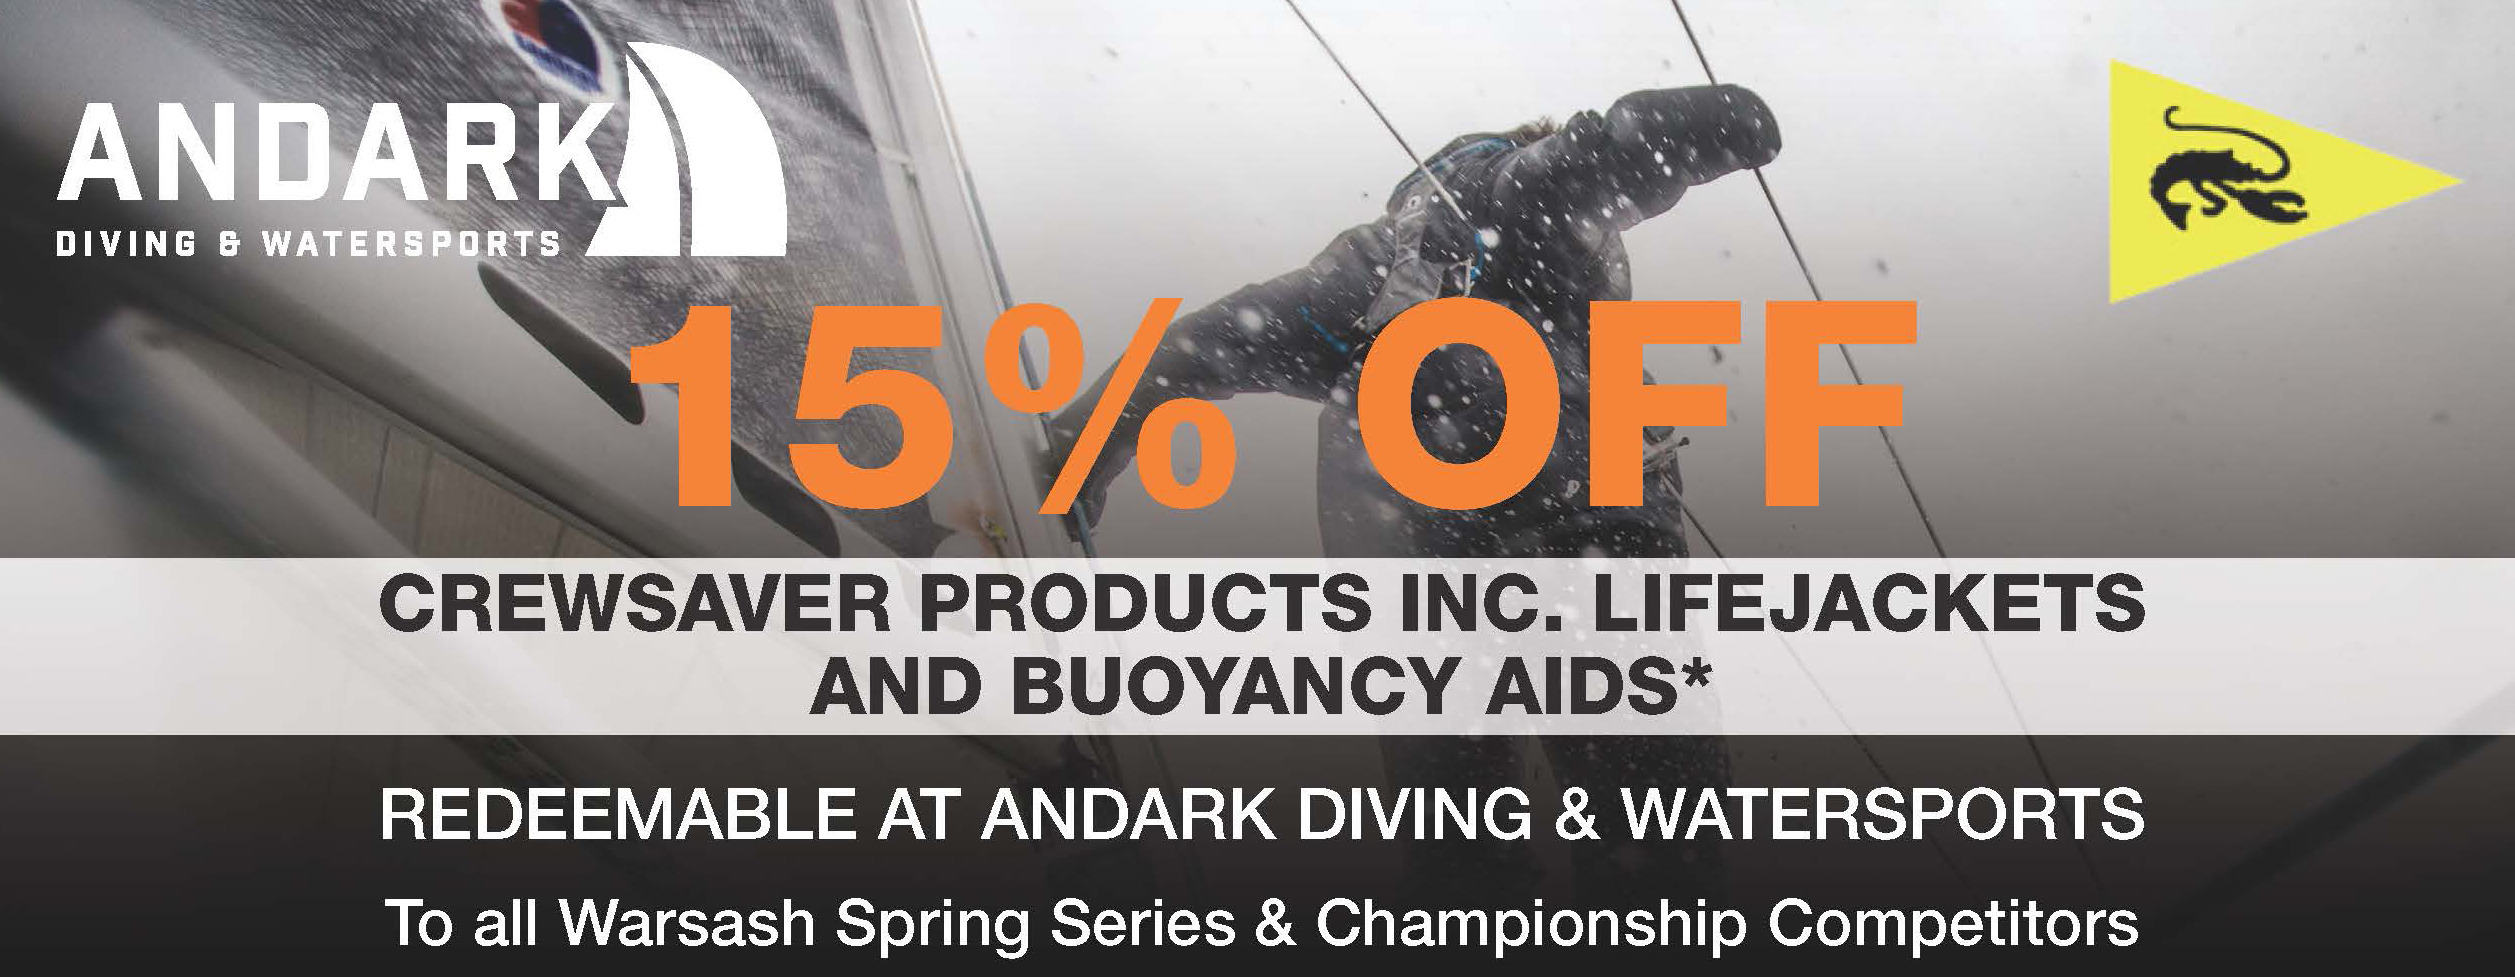 ANDARK
DIVING & WATERSPORTS
15% OFF
CREWSAVER PRODUCTS INC. LIFEJACKETS
AND BUOYANCY AIDS*
REDEEMABLE AT ANDARK DIVING & WATERSPORTS
To all Warsash Spring Series & Championship Competitors